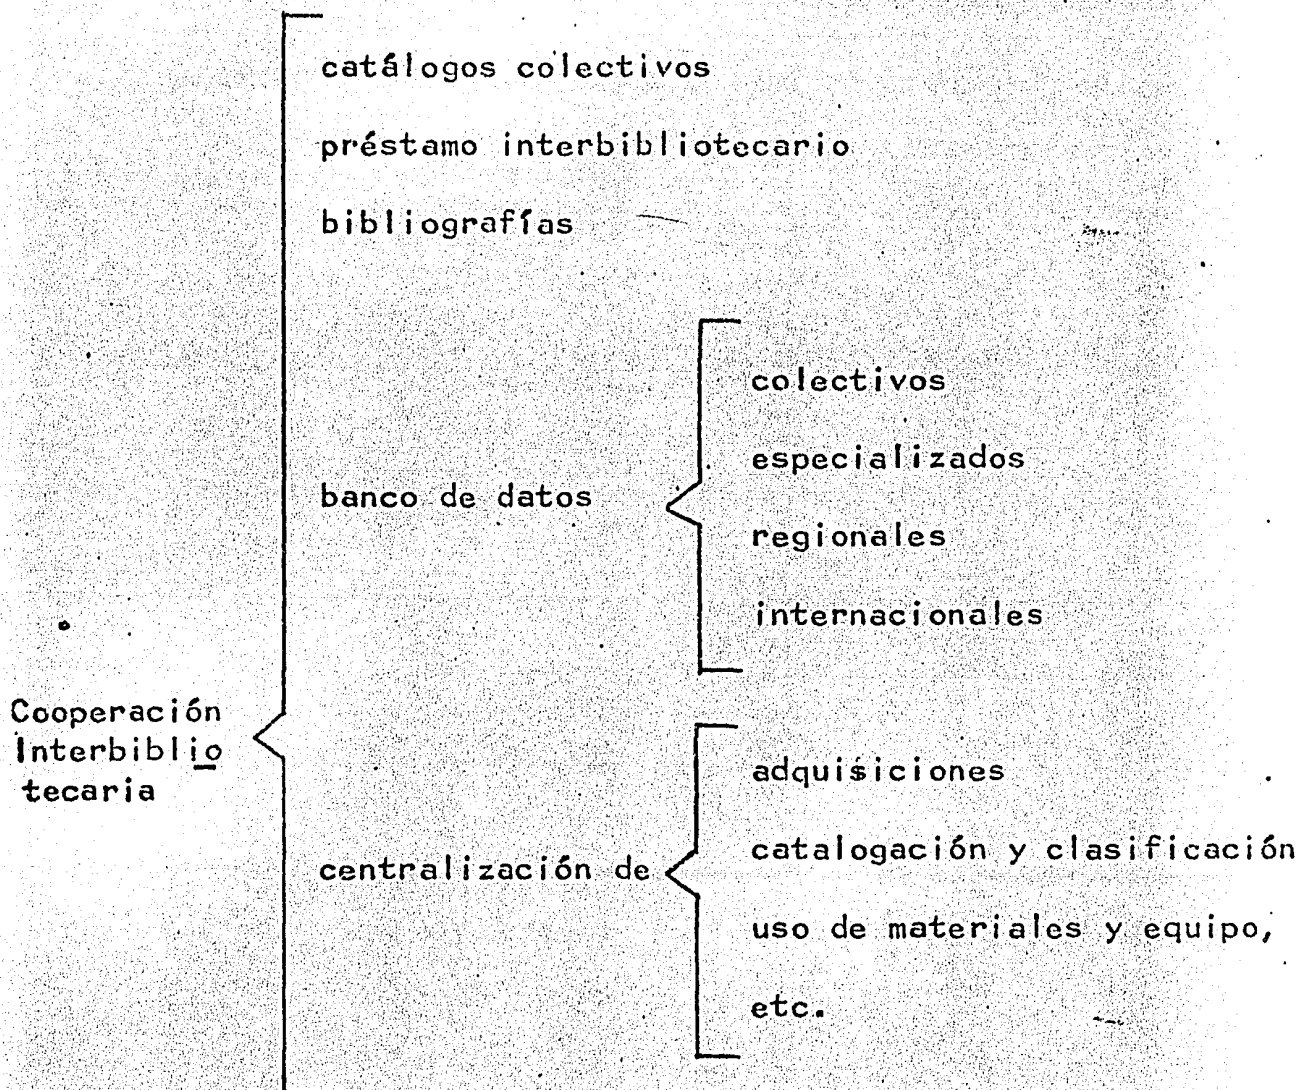 catálogos colectivos
préstamo interbibliotecario
bibliografías
banco de datos
colectivos
especializados
regionales
internacionales
Cooperación
Interbiblio
tecaria
centralización de
adquisiciones
catalogación y clasificación
uso de materiales y equipo,
etc.